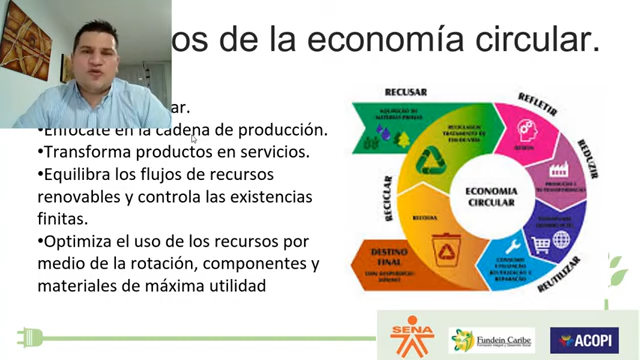 os de la economía circular.
ar.
•Enfócate en la cadena de producción.
•Transforma productos en servicios.
•Equilibra los flujos de recursos
renovables y controla las existencias
finitas.
•Optimiza el uso de los recursos por
medio de la rotación, componentes y
materiales de máxima utilidad
RECUSAR
REFLETIR
REDUZIR
REUTILIZAR
RECICLAR
ECONOMIA
CIRCULAR
DESTINO
FINAL
SENA
Fundein Caribe
ACOPI